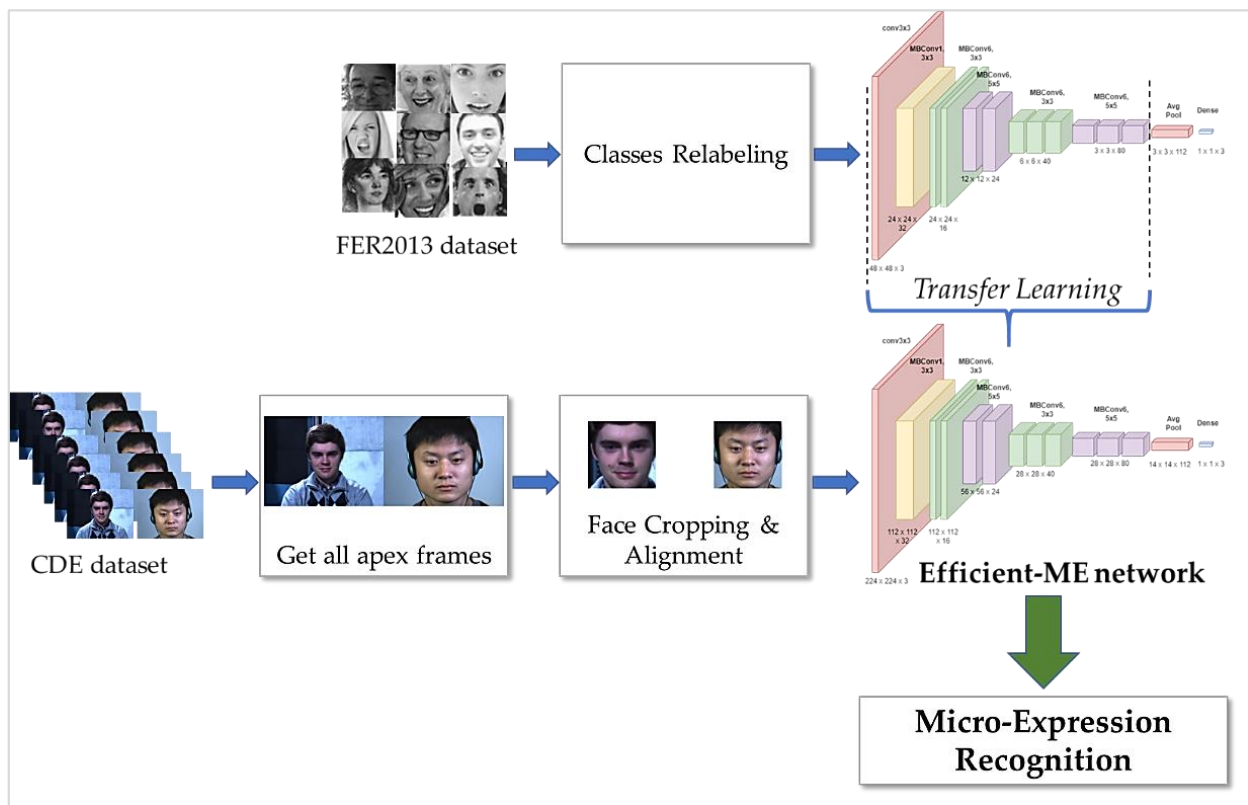 conv3x3
MBConv1,
3x3
MBConv6,
3x3
MBConv6,
5x5
MBConv6,
3x3
MBConv6,
5x5
Avg
Pool
Dense
3 x 3 x 112
1 x 1 x 3
3 x 3 x 80
6 x 6 x 40
12 x 12 x 24
24 x 24 x
32
24 x 24 x
16
48 x 48 x 3
FER2013 dataset
Classes Relabeling
Transfer Learning
conv3x3
MBConv1,
3x3
MBConv6,
3x3
MBConv6,
5x5
MBConv6,
3x3
MBConv6,
5x5
Avg
Pool
Dense
14 x 14 x 112
1 x 1 x 3
28 x 28 x 80
28 x 28 x 40
56 x 56 x 24
112 x 112
x 32
112 x 112
x 16
224 x 224 x 3
CDE dataset
Get all apex frames
Face Cropping &
Alignment
Efficient-ME network
Micro-Expression
Recognition